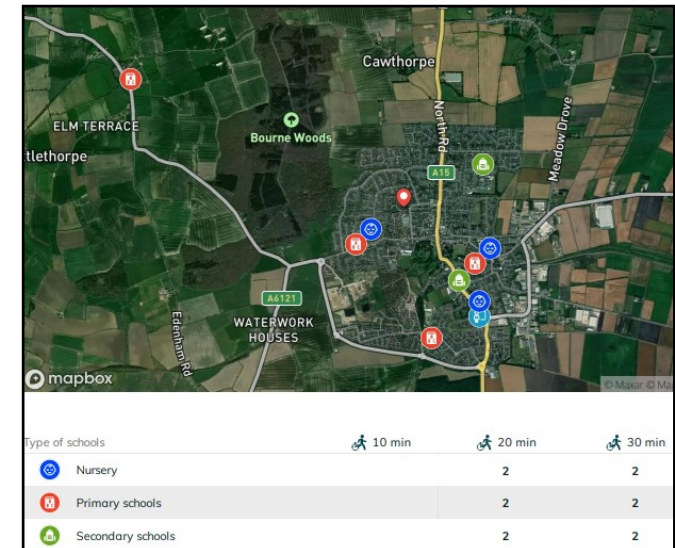 Cawthorpe
ELM TERRACE
tlethorpe
Bourne Woods
North Rd
Meadow Drove
A15
A6121
WATERWORK
HOUSES
Edenham Rd
mapbox
© Maxar © Ma
Type of schools 10 min 20 min 30 min
Nursery 2 2
Primary schools 2 2
Secondary schools 2 2